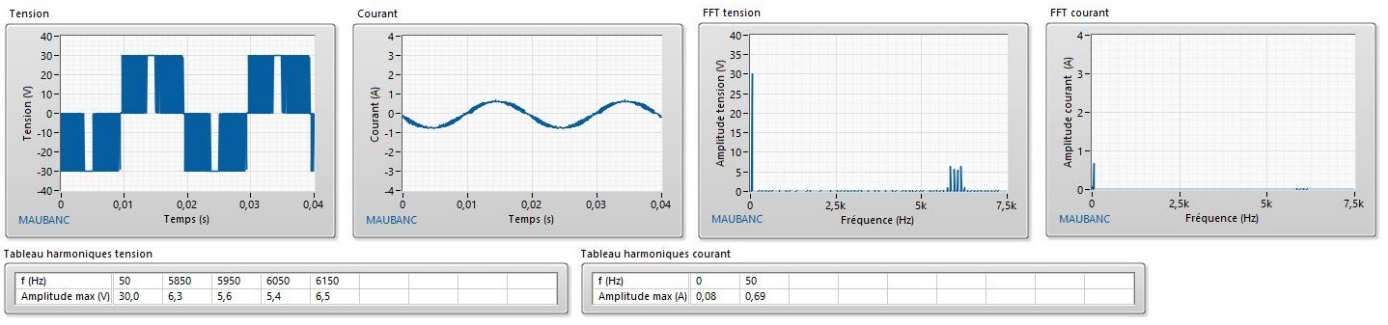 Tension
Courant
FFT tension
FFT courant
40
30
20
10
0
-10
-20
-30
-40
Tension (V)
0
0,01
0,02
0,03
0,04
Temps (s)
MAUBANC
4
3
2
1
0
-1
-2
-3
-4
Courant (A)
0
0,01
0,02
0,03
0,04
Temps (s)
MAUBANC
40
35
30
25
20
15
10
5
0
Amplitude tension (V)
0
2,5k
5k
7,5k
Fréquence (Hz)
MAUBANC
4
3
2
1
0
Amplitude courant (A)
0
2,5k
5k
7,5k
Fréquence (Hz)
MAUBANC
Tableau harmoniques tension
f (Hz) 50 5850 5950 6050 6150
Amplitude max (V) 30,0 6,3 5,6 5,4 6,5
Tableau harmoniques courant
f (Hz) 0 50
Amplitude max (A) 0,08 0,69